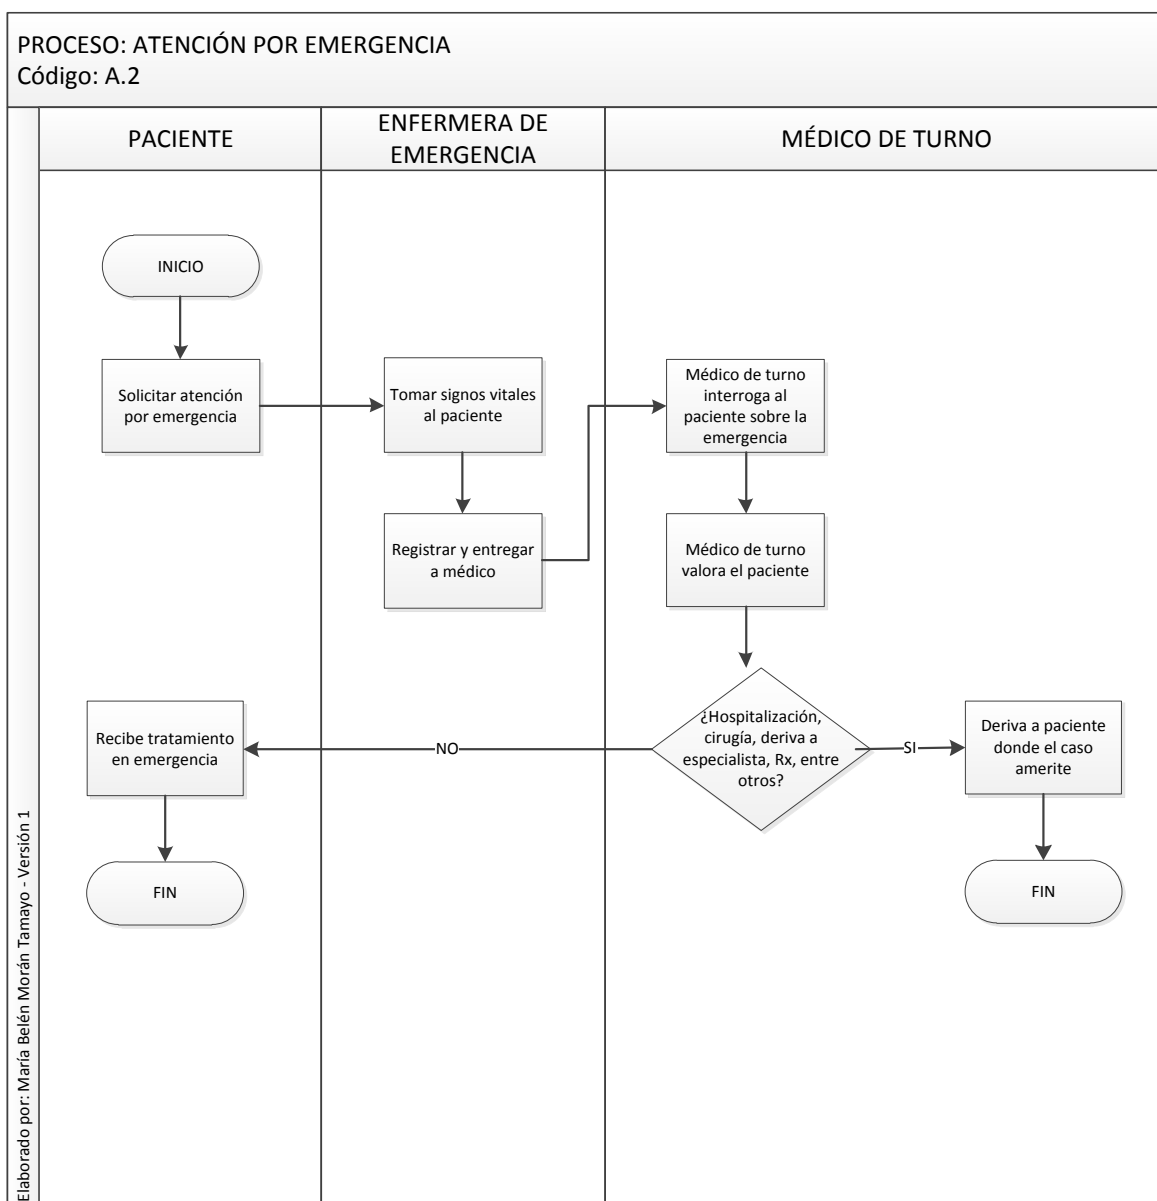 PROCESO: ATENCIÓN POR EMERGENCIA
Código: A.2
PACIENTE
ENFERMERA DE
EMERGENCIA
MÉDICO DE TURNO
INICIO
Solicitar atención
por emergencia
Tomar signos vitales
al paciente
Médico de turno
interroga al
paciente sobre la
emergencia
Registrar y entregar
a médico
Médico de turno
valora el paciente
¿Hospitalización,
cirugía, deriva a
especialista, Rx, entre
otros?
NO
SI
Recibe tratamiento
en emergencia
Deriva a paciente
donde el caso
amerite
FIN
FIN
Elaborado por: María Belén Morán Tamayo - Versión 1